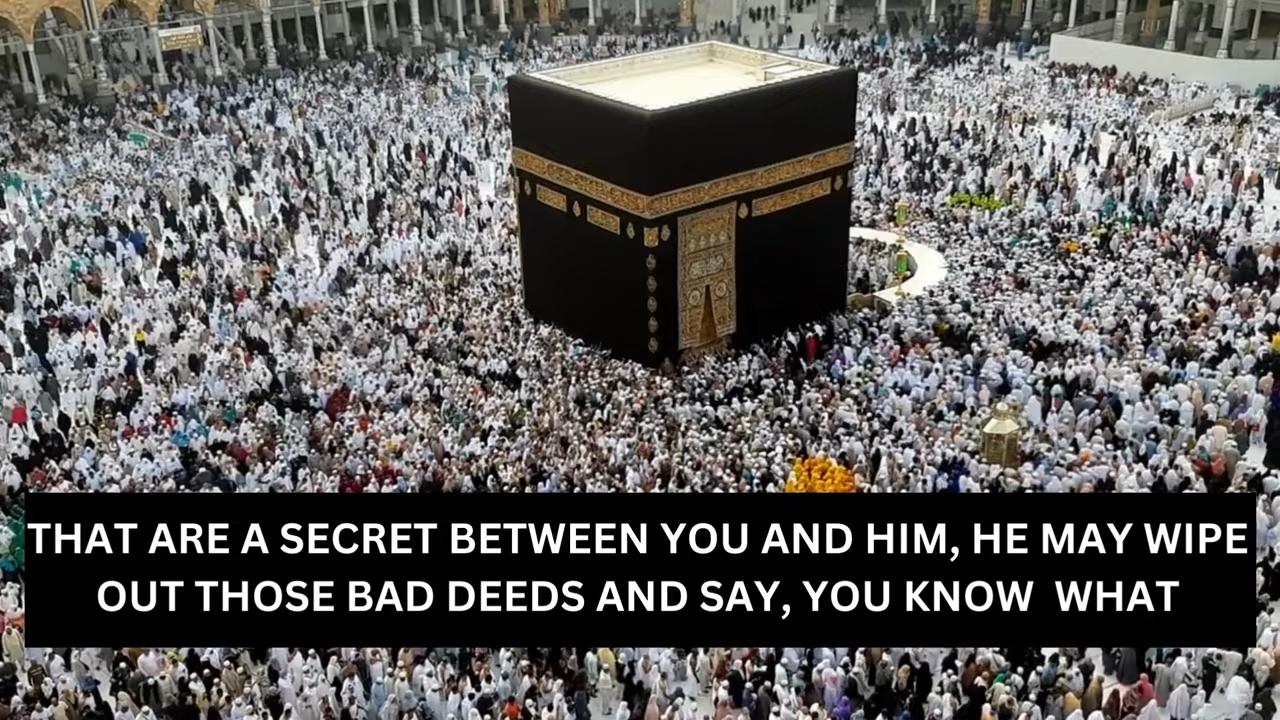 THAT ARE A SECRET BETWEEN YOU AND HIM, HE MAY WIPE
OUT THOSE BAD DEEDS AND SAY, YOU KNOW WHAT